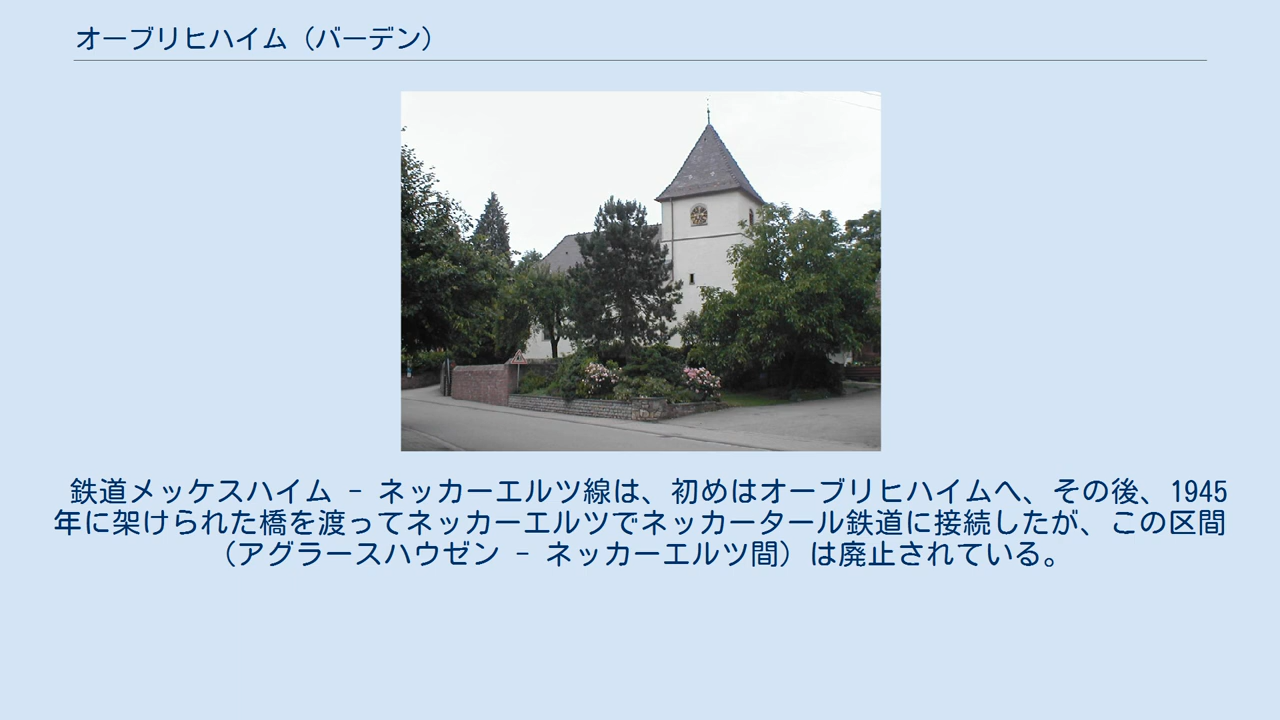 オーブリヒハイム（バーデン）
鉄道メッケスハイム - ネッカーエルツ線は、初めはオーブリヒハイムへ、その後、1945
年に架けられた橋を渡ってネッカーエルツでネッカータール鉄道に接続したが、この区間
（アグラースハウゼン - ネッカーエルツ間）は廃止されている。